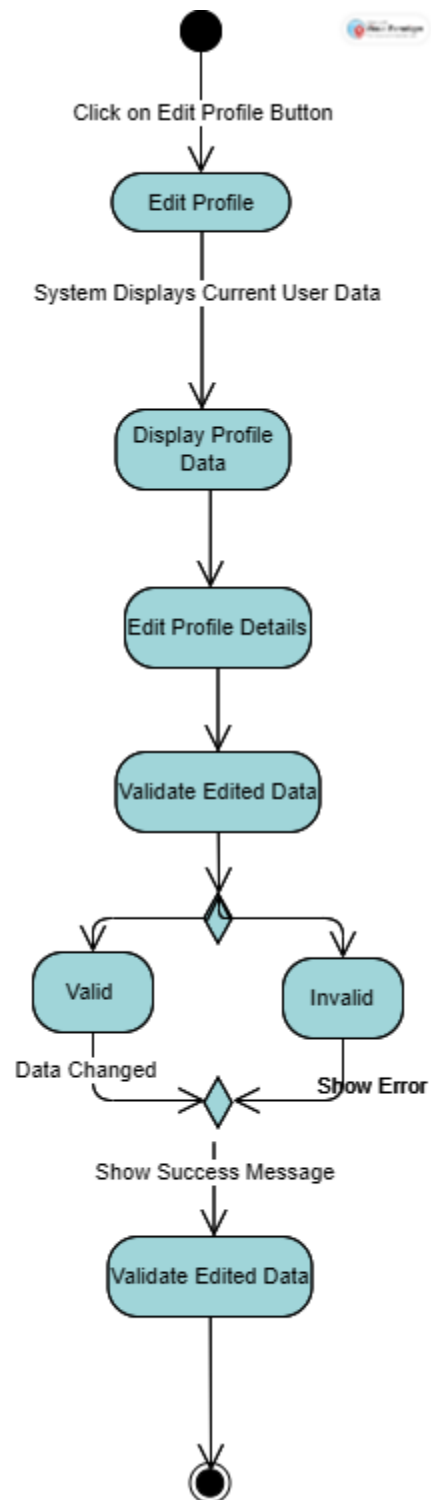 Click on Edit Profile Button
Edit Profile
System Displays Current User Data
Display Profile
Data
Edit Profile Details
Validate Edited Data
Valid
Invalid
Data Changed
Show Error
Show Success Message
Validate Edited Data